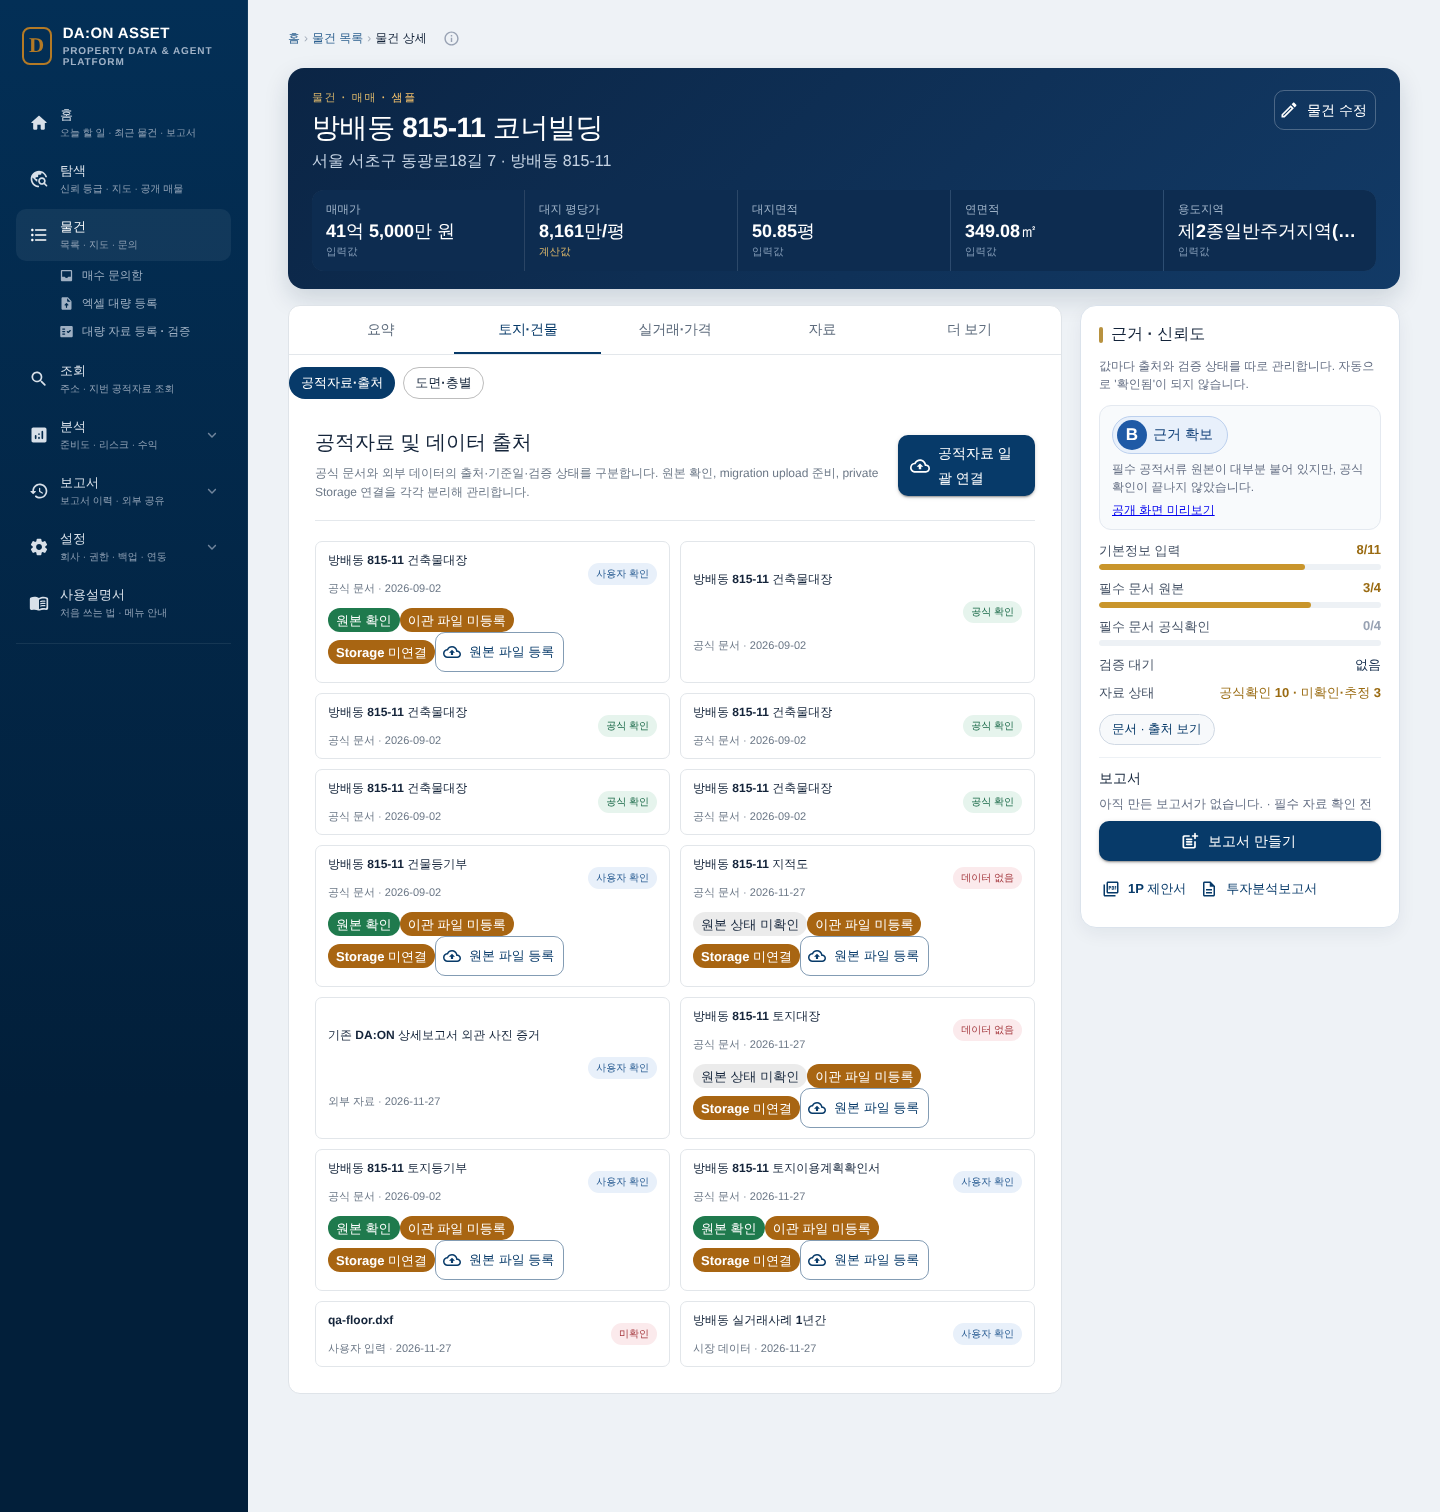 D
DA:ON ASSET
PROPERTY DATA & AGENT
PLATFORM
홈
오늘 할 일 · 최근 물건 · 보고서
탐색
신뢰 등급 · 지도 · 공개 매물
물건
목록 · 지도 · 문의
매수 문의함
엑셀 대량 등록
대량 자료 등록 · 검증
조회
주소 · 지번 공적자료 조회
분석
준비도 · 리스크 · 수익
보고서
보고서 이력 · 외부 공유
설정
회사 · 권한 · 백업 · 연동
사용설명서
처음 쓰는 법 · 메뉴 안내
홈 › 물건 목록 › 물건 상세
물건 · 매매 · 샘플
방배동 815-11 코너빌딩
서울 서초구 동광로18길 7 · 방배동 815-11
물건 수정
매매가
41억 5,000만 원
입력값
대지 평당가
8,161만/평
계산값
대지면적
50.85평
입력값
연면적
349.08㎡
입력값
용도지역
제2종일반주거지역(...
입력값
요약
토지·건물
실거래·가격
자료
더 보기
공적자료·출처
도면·층별
공적자료 및 데이터 출처
공식 문서와 외부 데이터의 출처·기준일·검증 상태를 구분합니다. 원본 확인, migration upload 준비, private
Storage 연결을 각각 분리해 관리합니다.
공적자료 일
괄 연결
방배동 815-11 건축물대장
공식 문서 · 2026-09-02
사용자 확인
원본 확인
이관 파일 미등록
Storage 미연결
원본 파일 등록
방배동 815-11 건축물대장
공식 문서 · 2026-09-02
공식 확인
방배동 815-11 건축물대장
공식 문서 · 2026-09-02
공식 확인
방배동 815-11 건축물대장
공식 문서 · 2026-09-02
공식 확인
방배동 815-11 건축물대장
공식 문서 · 2026-09-02
공식 확인
방배동 815-11 건축물대장
공식 문서 · 2026-09-02
공식 확인
방배동 815-11 건물등기부
공식 문서 · 2026-09-02
사용자 확인
원본 확인
이관 파일 미등록
Storage 미연결
원본 파일 등록
방배동 815-11 지적도
공식 문서 · 2026-11-27
데이터 없음
원본 상태 미확인
이관 파일 미등록
Storage 미연결
원본 파일 등록
기존 DA:ON 상세보고서 외관 사진 증거
외부 자료 · 2026-11-27
사용자 확인
방배동 815-11 토지대장
공식 문서 · 2026-11-27
데이터 없음
원본 상태 미확인
이관 파일 미등록
Storage 미연결
원본 파일 등록
방배동 815-11 토지등기부
공식 문서 · 2026-09-02
사용자 확인
원본 확인
이관 파일 미등록
Storage 미연결
원본 파일 등록
방배동 815-11 토지이용계획확인서
공식 문서 · 2026-11-27
사용자 확인
원본 확인
이관 파일 미등록
Storage 미연결
원본 파일 등록
qa-floor.dxf
사용자 입력 · 2026-11-27
미확인
방배동 실거래사례 1년간
시장 데이터 · 2026-11-27
사용자 확인
근거 · 신뢰도
값마다 출처와 검증 상태를 따로 관리합니다. 자동으
로 '확인됨'이 되지 않습니다.
B 근거 확보
필수 공적서류 원본이 대부분 붙어 있지만, 공식
확인이 끝나지 않았습니다.
공개 화면 미리보기
기본정보 입력 8/11
필수 문서 원본 3/4
필수 문서 공식확인 0/4
검증 대기 없음
자료 상태 공식확인 10 · 미확인·추정 3
문서 · 출처 보기
보고서
아직 만든 보고서가 없습니다. · 필수 자료 확인 전
보고서 만들기
1P 제안서
투자분석보고서